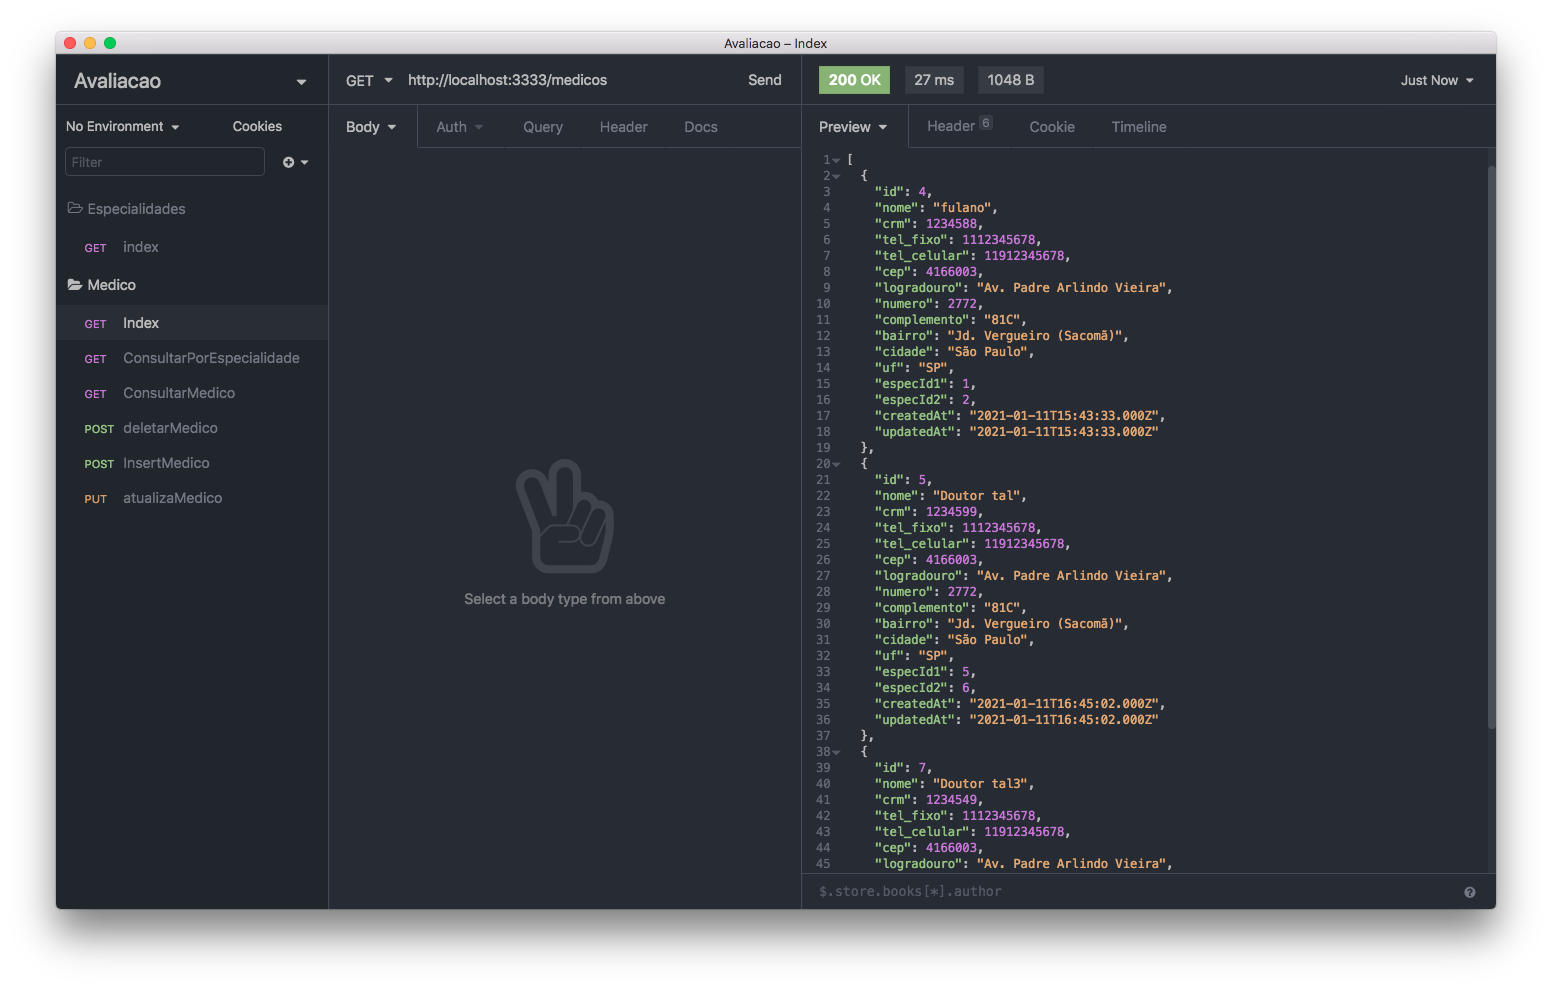 Avaliacao – Index
Avaliacao
No Environment
Cookies
Filter
Especialidades
GET index
Medico
GET Index
GET ConsultarPorEspecialidade
GET ConsultarMedico
POST deletarMedico
POST InsertMedico
PUT atualizaMedico
GET http://localhost:3333/medicos Send
Body Auth Query Header Docs
Select a body type from above
200 OK 27 ms 1048 B Just Now
Preview Header 6 Cookie Timeline
1 [
2 {
3 "id": 4,
4 "nome": "fulano",
5 "crm": 1234588,
6 "tel_fixo": 1112345678,
7 "tel_celular": 11912345678,
8 "cep": 4166003,
9 "logradouro": "Av. Padre Arlindo Vieira",
10 "numero": 2772,
11 "complemento": "81C",
12 "bairro": "Jd. Vergueiro (Sacomã)",
13 "cidade": "São Paulo",
14 "uf": "SP",
15 "especId1": 1,
16 "especId2": 2,
17 "createdAt": "2021-01-11T15:43:33.000Z",
18 "updatedAt": "2021-01-11T15:43:33.000Z"
19 },
20 {
21 "id": 5,
22 "nome": "Doutor tal",
23 "crm": 1234599,
24 "tel_fixo": 1112345678,
25 "tel_celular": 11912345678,
26 "cep": 4166003,
27 "logradouro": "Av. Padre Arlindo Vieira",
28 "numero": 2772,
29 "complemento": "81C",
30 "bairro": "Jd. Vergueiro (Sacomã)",
31 "cidade": "São Paulo",
32 "uf": "SP",
33 "especId1": 5,
34 "especId2": 6,
35 "createdAt": "2021-01-11T16:45:02.000Z",
36 "updatedAt": "2021-01-11T16:45:02.000Z"
37 },
38 {
39 "id": 7,
40 "nome": "Doutor tal3",
41 "crm": 1234549,
42 "tel_fixo": 1112345678,
43 "tel_celular": 11912345678,
44 "cep": 4166003,
45 "logradouro": "Av. Padre Arlindo Vieira",
$.store.books[*].author